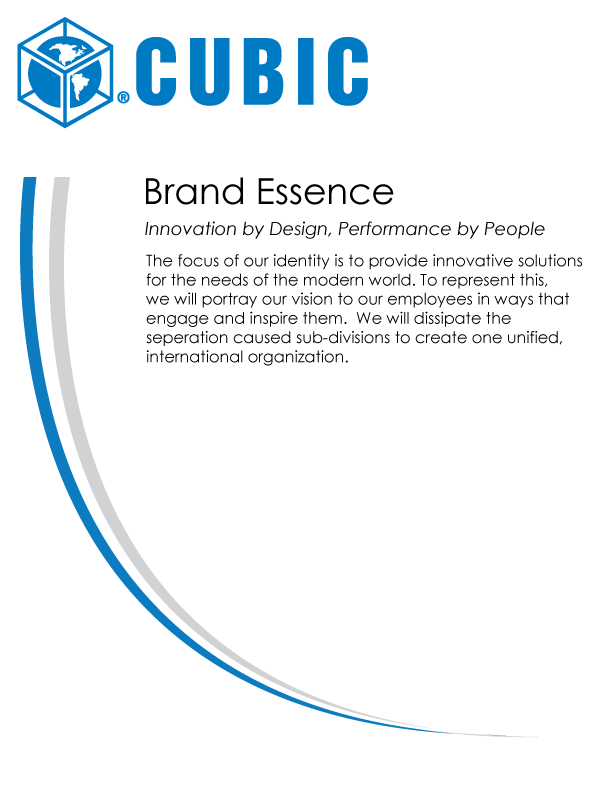 ® CUBIC
Brand Essence
Innovation by Design, Performance by People
The focus of our identity is to provide innovative solutions
for the needs of the modern world. To represent this,
we will portray our vision to our employees in ways that
engage and inspire them.  We will dissipate the
seperation caused sub-divisions to create one unified,
international organization.